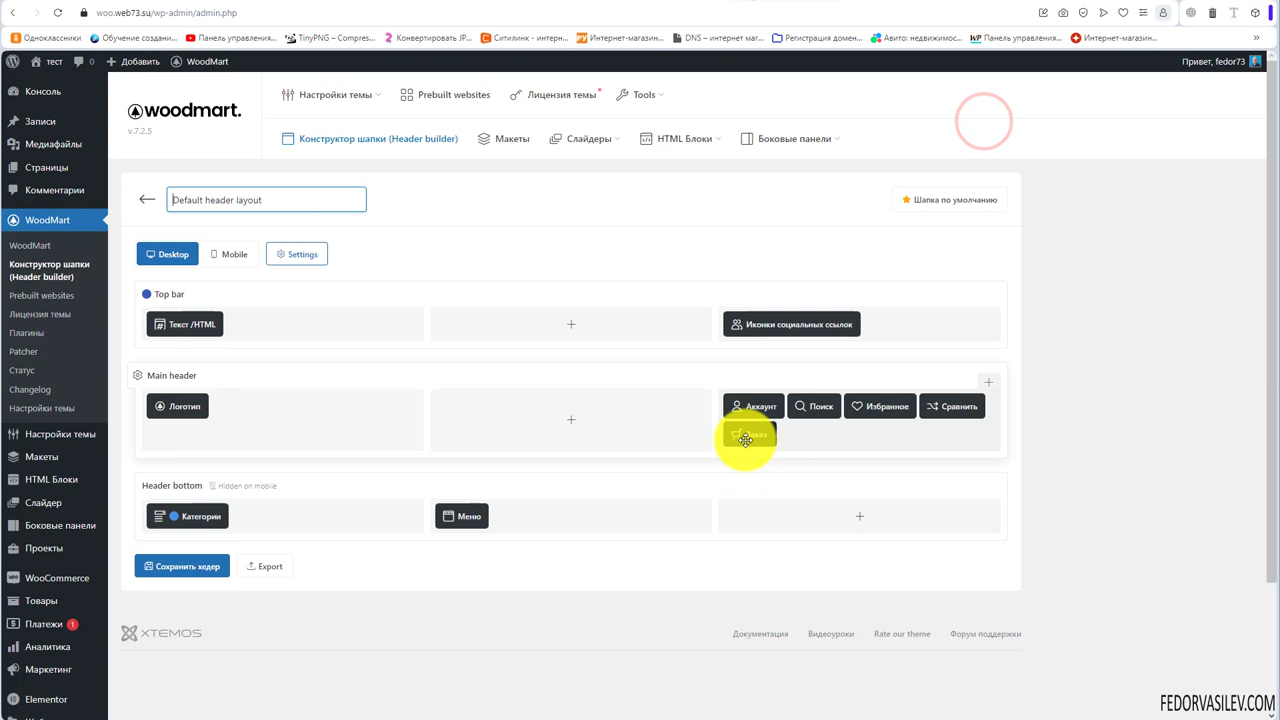 woo.web73.su/wp-admin/admin.php
Одноклассники
Обучение создани...
Панель управления...
TinyPNG – Compres...
Конвертировать JP...
Ситилинк - интерн...
Интернет-магазин...
DNS – интернет маг...
Регистрация домен...
Авито: недвижимос...
Панель управления...
Интернет-магазин...
тест
0
Добавить
WoodMart
Привет, fedor73
Консоль
Записи
Медиафайлы
Страницы
Комментарии
WoodMart
WoodMart
Конструктор шапки
(Header builder)
Prebuilt websites
Лицензия темы
Плагины
Patcher
Статус
Changelog
Настройки темы
Настройки темы
Макеты
HTML Блоки
Слайдер
Боковые панели
Проекты
WooCommerce
Товары
Платежи 1
Аналитика
Маркетинг
Elementor
woodmart.
v.7.2.5
Настройки темы
Prebuilt websites
Лицензия темы
Tools
Конструктор шапки (Header builder)
Макеты
Слайдеры
HTML Блоки
Боковые панели
Default header layout
Шапка по умолчанию
Desktop
Mobile
Settings
Top bar
Текст /HTML
Иконки социальных ссылок
Main header
Логотип
Аккаунт
Поиск
Избранное
Сравнить
Header bottom
Hidden on mobile
Категории
Меню
Сохранить хедер
Export
XTEMOS
Документация
Видеоуроки
Rate our theme
Форум поддержки
FEDORVASILEV.COM